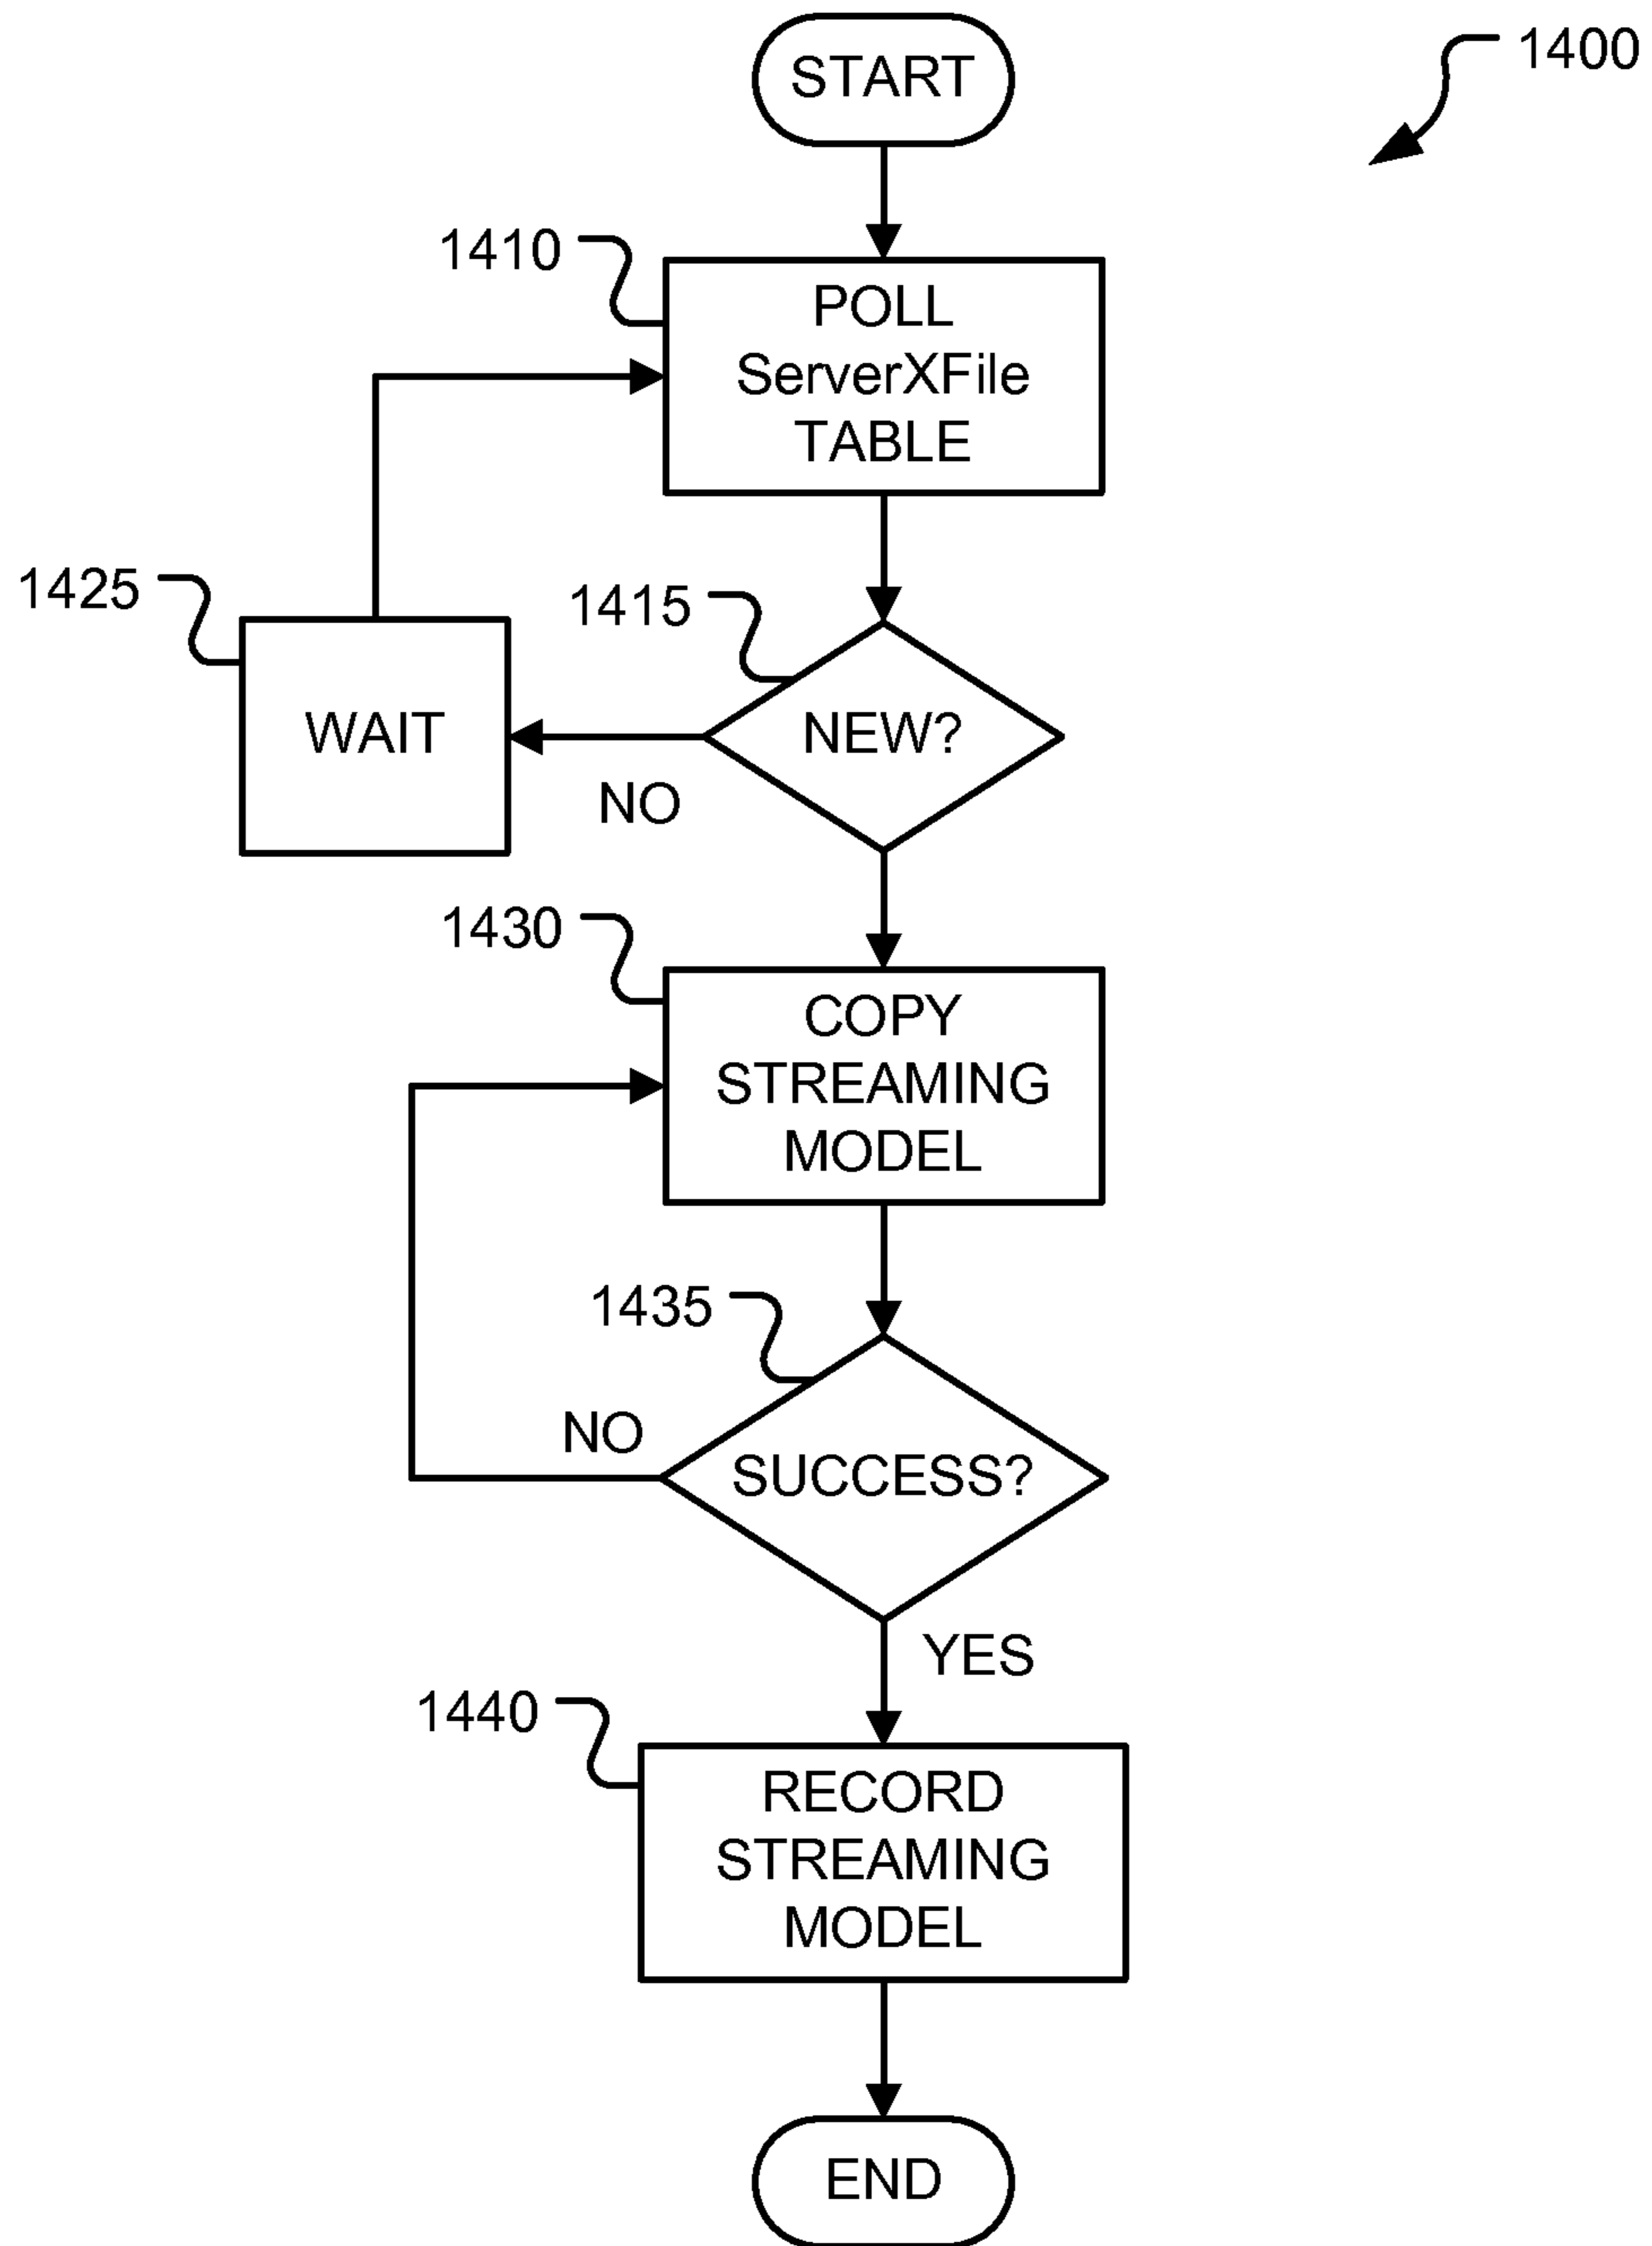 START
1400
1410
POLL
ServerXFile
TABLE
1425
1415
WAIT
NEW?
NO
1430
COPY
STREAMING
MODEL
1435
NO
SUCCESS?
YES
1440
RECORD
STREAMING
MODEL
END